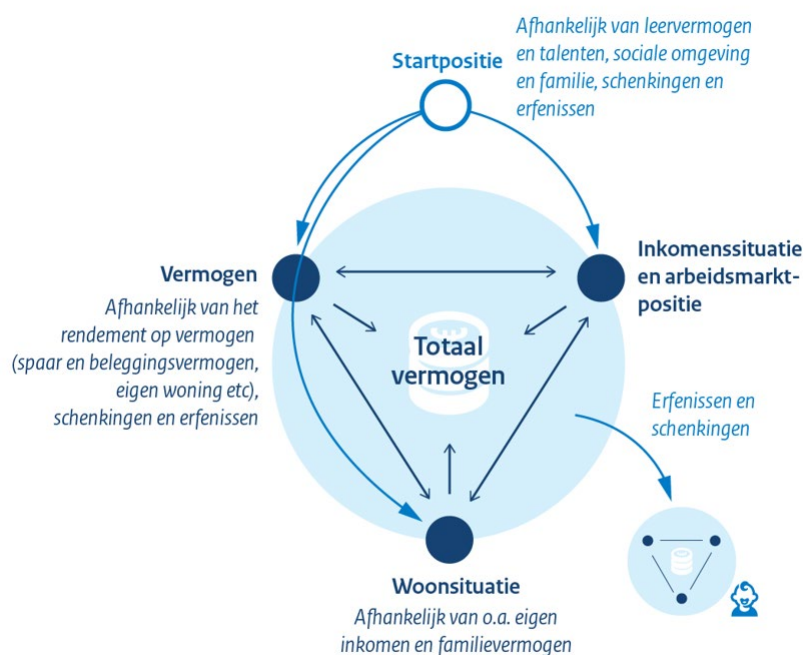 Startpositie
Afhankelijk van leervermogen
en talenten, sociale omgeving
en familie, schenkingen en
erfenissen
Vermogen
Afhankelijk van het
rendement op vermogen
(spaar en beleggingsvermogen,
eigen woning etc),
schenkingen en erfenissen
Inkomenssituatie
en arbeidsmarkt-
positie
Totaal
vermogen
Erfenissen en
schenkingen
Woonsituatie
Afhankelijk van o.a. eigen
inkomen en familievermogen